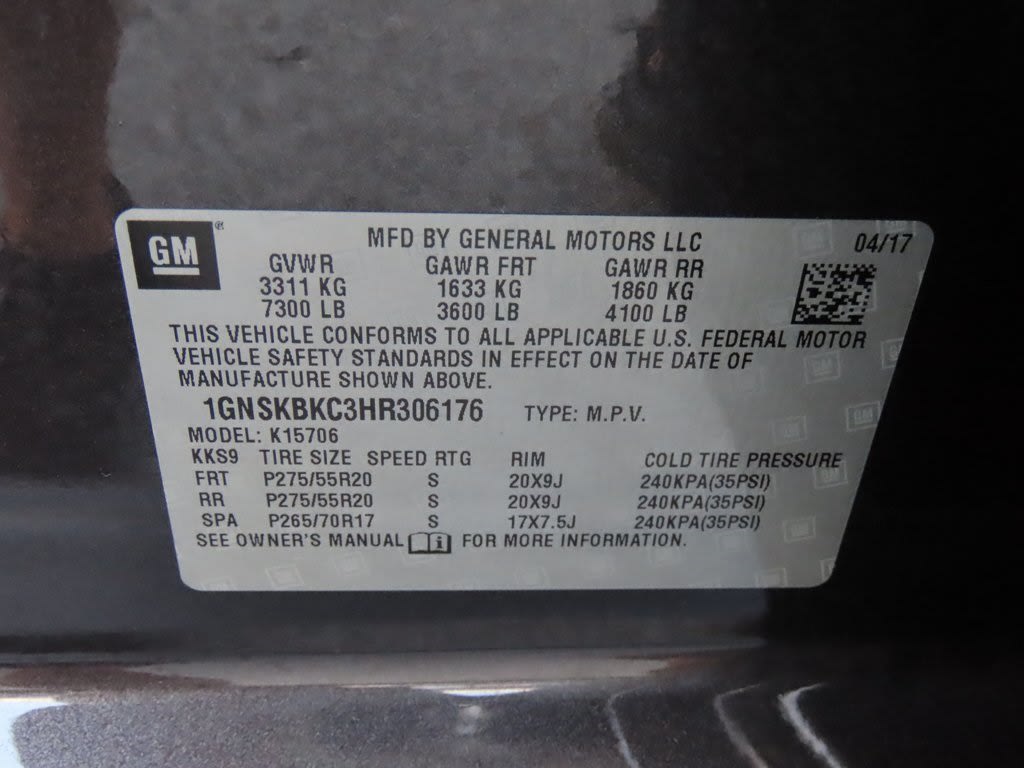 GM®
MFD BY GENERAL MOTORS LLC 04/17
GVWR GAWR FRT GAWR RR
3311 KG 1633 KG 1860 KG
7300 LB 3600 LB 4100 LB
THIS VEHICLE CONFORMS TO ALL APPLICABLE U.S. FEDERAL MOTOR
VEHICLE SAFETY STANDARDS IN EFFECT ON THE DATE OF
MANUFACTURE SHOWN ABOVE.
1GNSKBKC3HR306176 TYPE: M.P.V.
MODEL: K15706
KKS9 TIRE SIZE SPEED RTG RIM COLD TIRE PRESSURE
FRT P275/55R20 S 20X9J 240KPA(35PSI)
RR P275/55R20 S 20X9J 240KPA(35PSI)
SPA P265/70R17 S 17X7.5J 240KPA(35PSI)
SEE OWNER'S MANUAL i FOR MORE INFORMATION.